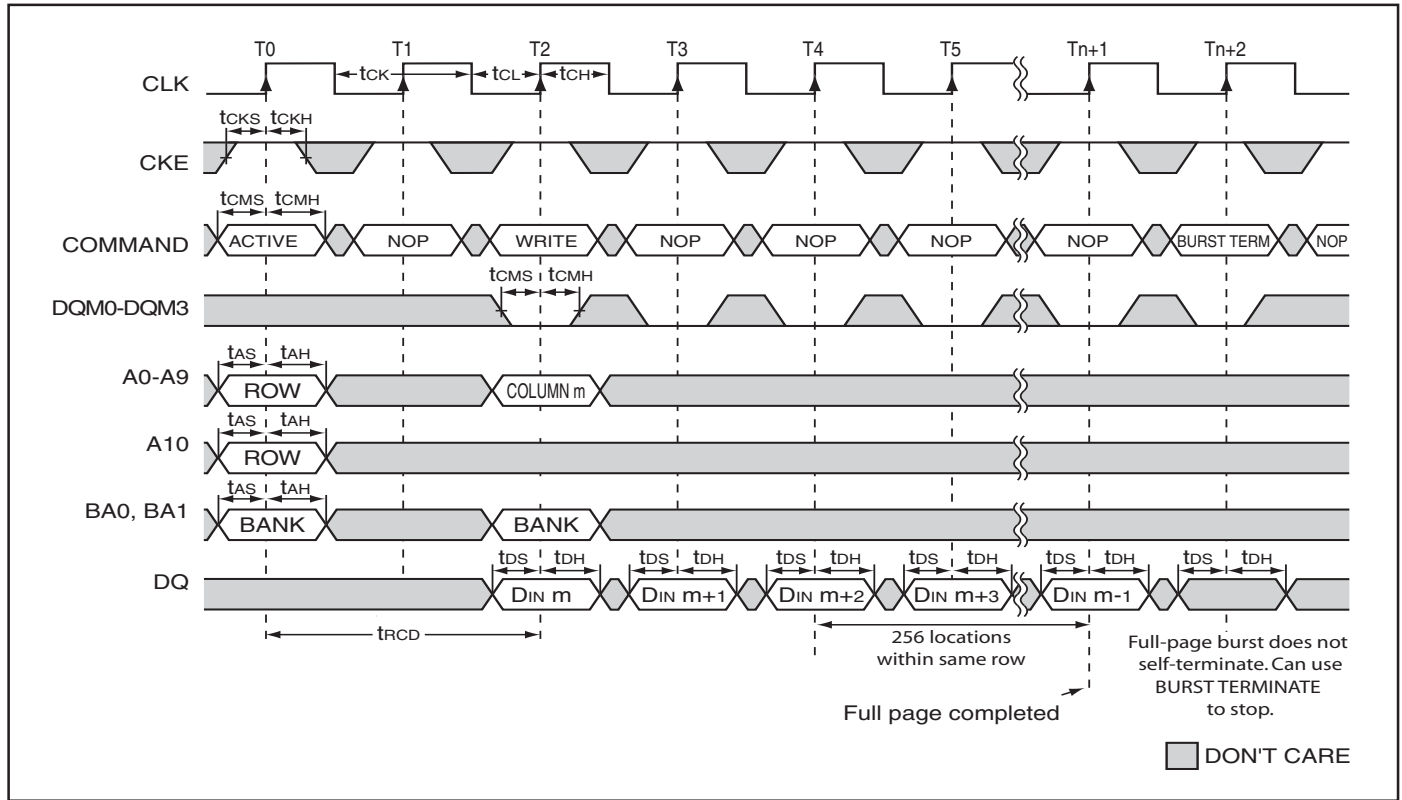 T0 T1 T2 T3 T4 T5 Tn+1 Tn+2
tCK tCL tCH
CLK
tCKS tCKH
CKE
tCMS tCMH
COMMAND ACTIVE NOP WRITE NOP NOP NOP NOP BURST TERM NOP
tCMS tCMH
DQM0-DQM3
tAS tAH
A0-A9 ROW COLUMN m
tAS tAH
A10 ROW
tAS tAH
BA0, BA1 BANK BANK
tDS tDH tDS tDH tDS tDH tDS tDH tDS tDH tDS tDH
DQ DIN m DIN m+1 DIN m+2 DIN m+3 DIN m-1
tRCD
256 locations
within same row
Full page completed
Full-page burst does not
self-terminate. Can use
BURST TERMINATE
to stop.
DON'T CARE